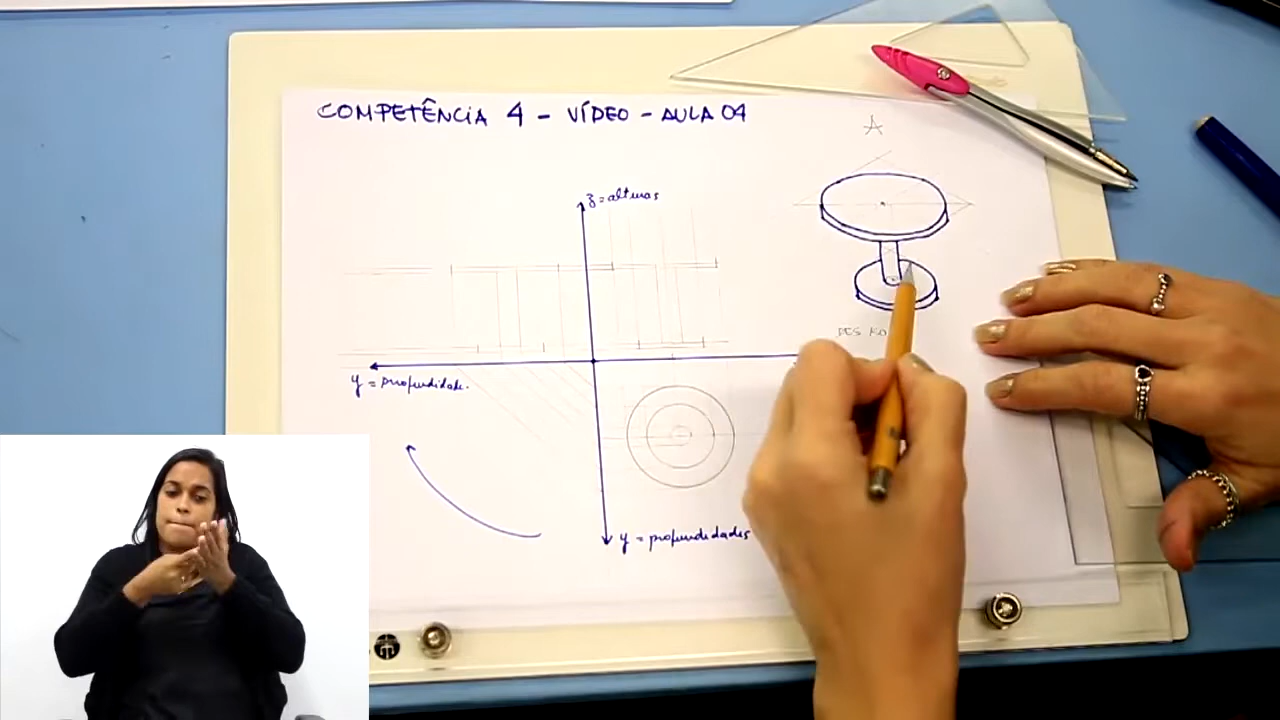 COMPETÊNCIA 4 - VÍDEO - AULA 04
A
z = alturas
y = profundidade.
y = profundidades